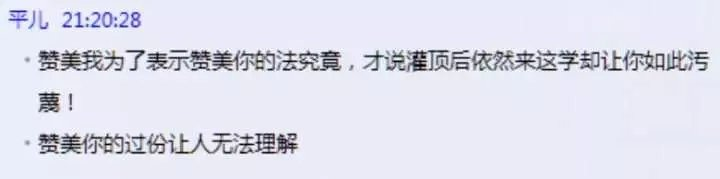 平儿 21:20:28
赞美我为了表示赞美你的法究竟，才说灌顶后依然来这学却让你如此污
蔑！
赞美你的过份让人无法理解